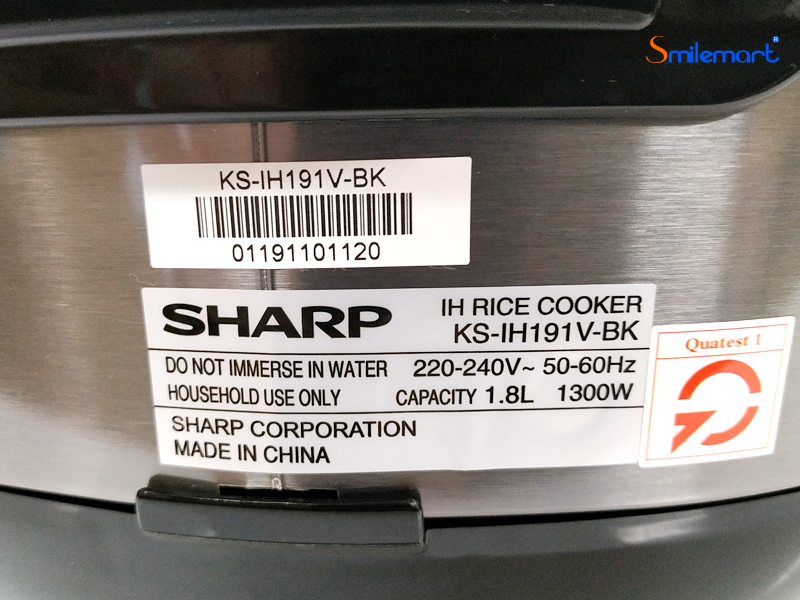 Smilemart®
KS-IH191V-BK
01191101120
SHARP
IH RICE COOKER
KS-IH191V-BK
DO NOT IMMERSE IN WATER
220-240V~ 50-60Hz
HOUSEHOLD USE ONLY
CAPACITY 1.8L 1300W
SHARP CORPORATION
MADE IN CHINA
Quatest 1